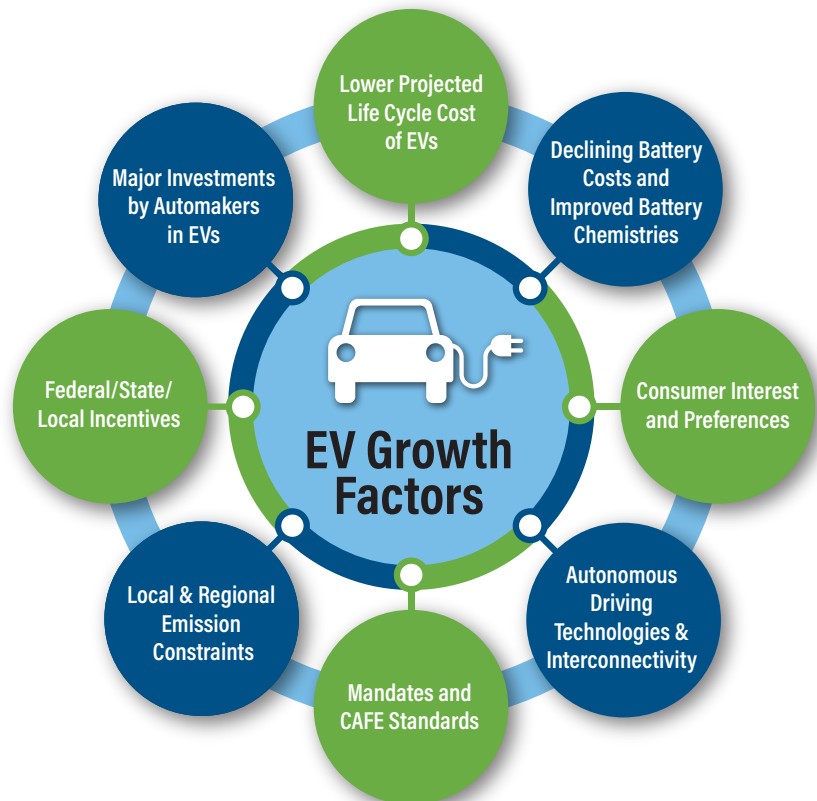 Lower Projected
Life Cycle Cost
of EVs
Declining Battery
Costs and
Improved Battery
Chemistries
Consumer Interest
and Preferences
Autonomous
Driving
Technologies &
Interconnectivity
Mandates and
CAFE Standards
Local & Regional
Emission
Constraints
Federal/State/
Local Incentives
Major Investments
by Automakers
in EVs
EV Growth
Factors